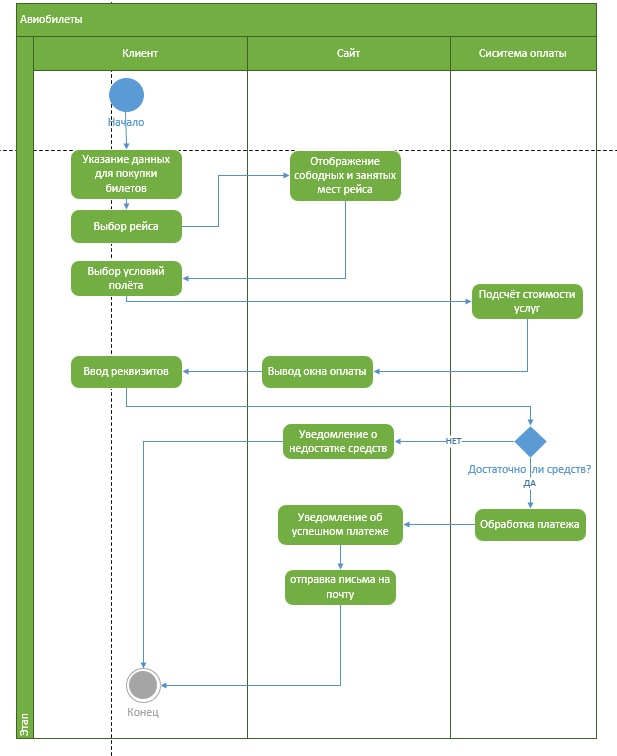 Авиобилеты
Клиент
Сайт
Сиситема оплаты
Начало
Указание данных
для покупки
билетов
Отображение
сободных и занятых
мест рейса
Выбор рейса
Выбор условий
полёта
Подсчёт стоимости
услуг
Ввод реквизитов
Вывод окна оплаты
Уведомление о
недостатке средств
НЕТ
Достаточно ли средств?
ДА
Уведомление об
успешном платеже
Обработка платежа
отправка письма на
почту
Конец
Этап